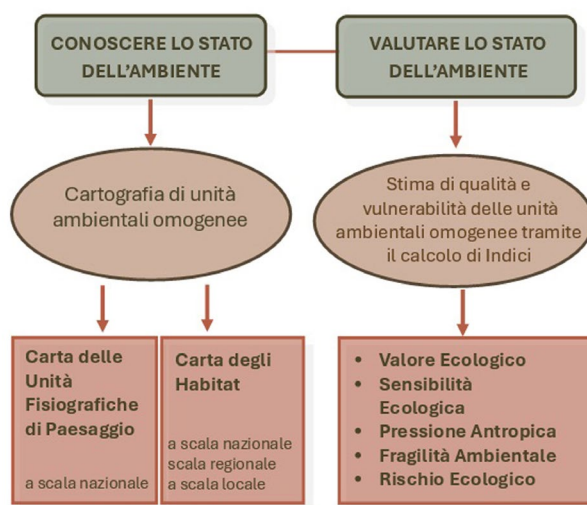 CONOSCERE LO STATO
DELL'AMBIENTE
VALUTARE LO STATO
DELL'AMBIENTE
Cartografia di unità
ambientali omogenee
Stima di qualità e
vulnerabilità delle unità
ambientali omogenee tramite
il calcolo di Indici
Carta delle
Unità
Fisiografiche
di Paesaggio
a scala nazionale
Carta degli
Habitat
a scala nazionale
scala regionale
a scala locale
• Valore Ecologico
• Sensibilità
Ecologica
• Pressione Antropica
• Fragilità Ambientale
• Rischio Ecologico